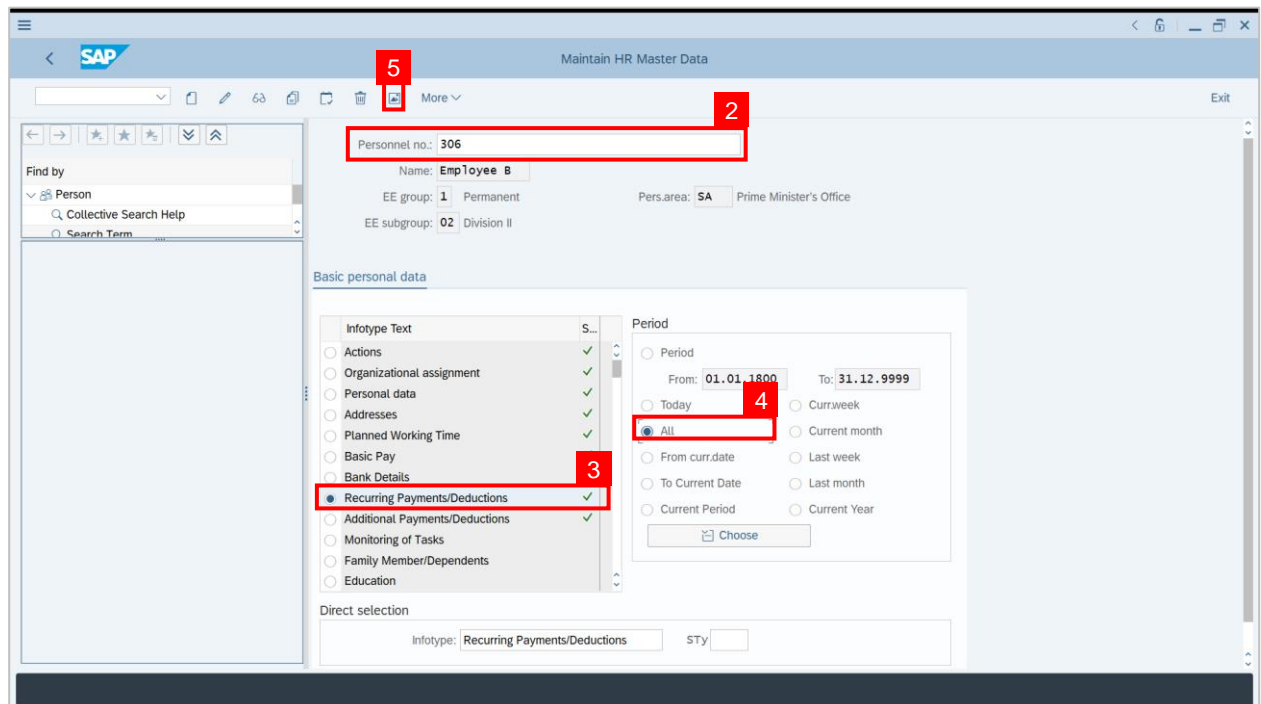 SAP
Maintain HR Master Data
5
More
Exit
2
Personnel no.: 306
Find by
Name: Employee B
Person
EE group: 1 Permanent
Pers.area: SA Prime Minister's Office
Collective Search Help
EE subgroup: 02 Division II
Search Term
Basic personal data
Infotype Text S...
Actions
Organizational assignment
Personal data
Addresses
Planned Working Time
Basic Pay
Bank Details
3
Recurring Payments/Deductions
Additional Payments/Deductions
Monitoring of Tasks
Family Member/Dependents
Education
Period
Period
From: 01.01.1800 To: 31.12.9999
Today
4
Curr.week
All
Current month
From curr.date
Last week
To Current Date
Last month
Current Period
Current Year
Choose
Direct selection
Infotype: Recurring Payments/Deductions STy